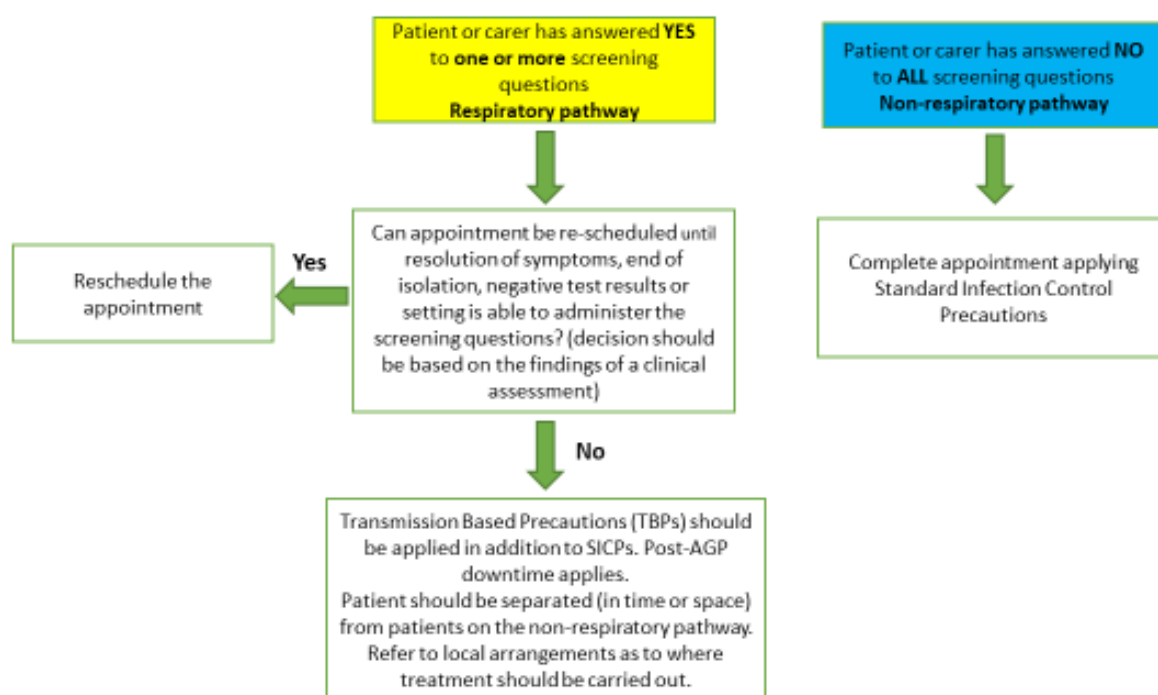 Patient or carer has answered YES
to one or more screening
questions
Respiratory pathway
Patient or carer has answered NO
to ALL screening questions
Non-respiratory pathway
Can appointment be re-scheduled until
resolution of symptoms, end of
isolation, negative test results or
setting is able to administer the
screening questions? (decision should
be based on the findings of a clinical
assessment)
Yes
Reschedule the
appointment
Complete appointment applying
Standard Infection Control
Precautions
No
Transmission Based Precautions (TBPs) should
be applied in addition to SICPs. Post-AGP
downtime applies.
Patient should be separated (in time or space)
from patients on the non-respiratory pathway.
Refer to local arrangements as to where
treatment should be carried out.